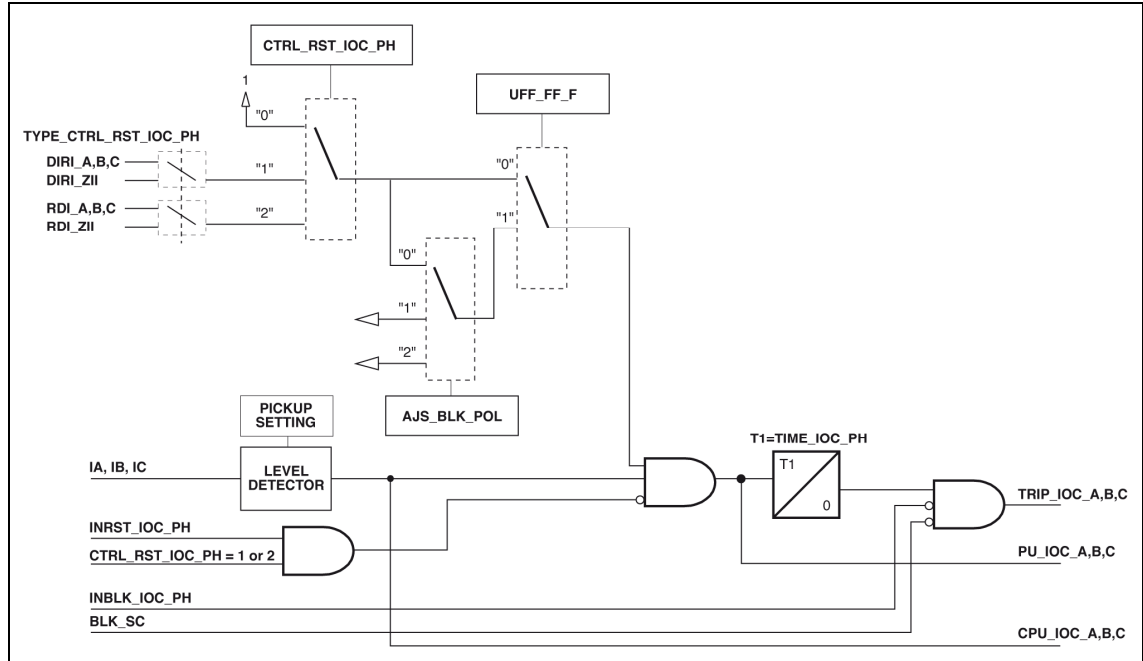 CTRL_RST_IOC_PH
UFF_FF_F
1
"0"
TYPE_CTRL_RST_IOC_PH
DIRI_A,B,C
DIRI_ZII
"1"
"0"
RDI_A,B,C
RDI_ZII
"2"
"1"
"0"
"1"
"2"
PICKUP
SETTING
AJS_BLK_POL
T1=TIME_IOC_PH
IA, IB, IC
LEVEL
DETECTOR
T1
0
TRIP_IOC_A,B,C
INRST_IOC_PH
CTRL_RST_IOC_PH = 1 or 2
PU_IOC_A,B,C
INBLK_IOC_PH
BLK_SC
CPU_IOC_A,B,C